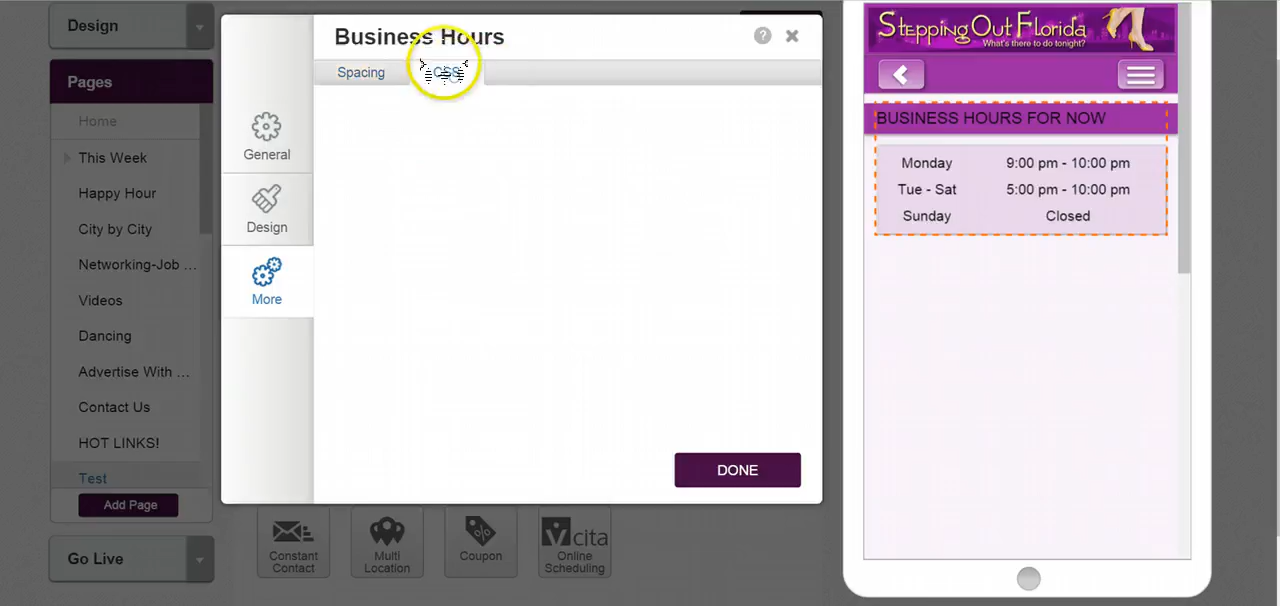 Design
Pages
Home
This Week
Happy Hour
City by City
Networking-Job ...
Videos
Dancing
Advertise With ...
Contact Us
HOT LINKS!
Test
Add Page
Go Live
Business Hours
?
Spacing
CSS
General
Design
More
DONE
Constant
Contact
Multi
Location
Coupon
vcita
Online
Scheduling
Stepping Out Florida
What's there to do tonight?
BUSINESS HOURS FOR NOW
Monday 9:00 pm - 10:00 pm
Tue - Sat 5:00 pm - 10:00 pm
Sunday Closed